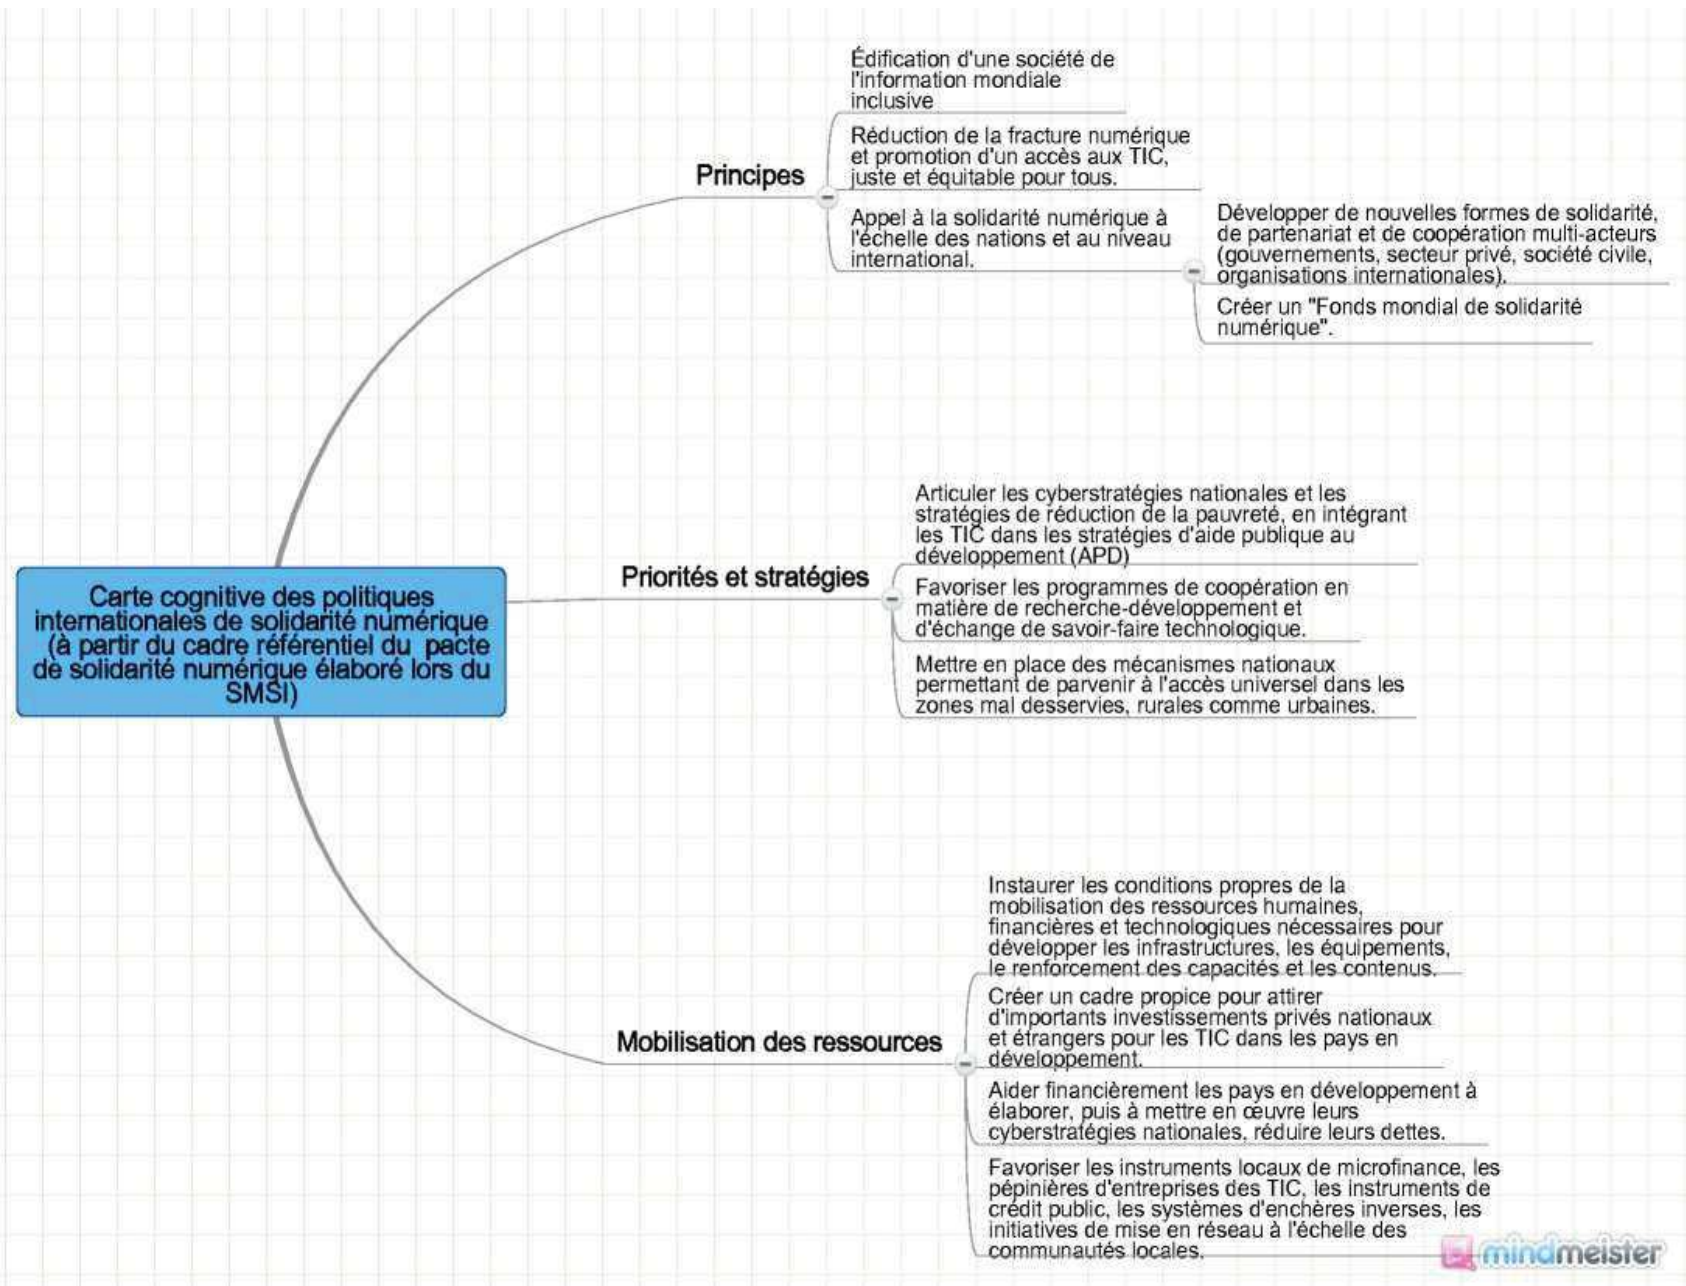 Édification d'une société de
l'information mondiale
inclusive
Réduction de la fracture numérique
et promotion d'un accès aux TIC,
juste et équitable pour tous.
Principes
Appel à la solidarité numérique à
l'échelle des nations et au niveau
international.
Développer de nouvelles formes de solidarité,
de partenariat et de coopération multi-acteurs
(gouvernements, secteur privé, société civile,
organisations internationales).
Créer un "Fonds mondial de solidarité
numérique".
Carte cognitive des politiques
internationales de solidarité numérique
(à partir du cadre référentiel du pacte
de solidarité numérique élaboré lors du
SMSI)
Priorités et stratégies
Articuler les cyberstratégies nationales et les
stratégies de réduction de la pauvreté, en intégrant
les TIC dans les stratégies d'aide publique au
développement (APD)
Favoriser les programmes de coopération en
matière de recherche-développement et
d'échange de savoir-faire technologique.
Mettre en place des mécanismes nationaux
permettant de parvenir à l'accès universel dans les
zones mal desservies, rurales comme urbaines.
Mobilisation des ressources
Instaurer les conditions propres de la
mobilisation des ressources humaines,
financières et technologiques nécessaires pour
développer les infrastructures, les équipements,
le renforcement des capacités et les contenus.
Créer un cadre propice pour attirer
d'importants investissements privés nationaux
et étrangers pour les TIC dans les pays en
développement.
Aider financièrement les pays en développement à
élaborer, puis à mettre en œuvre leurs
cyberstratégies nationales, réduire leurs dettes.
Favoriser les instruments locaux de microfinance, les
pépinières d'entreprises des TIC, les instruments de
crédit public, les systèmes d'enchères inverses, les
initiatives de mise en réseau à l'échelle des
communautés locales.
mindmeister